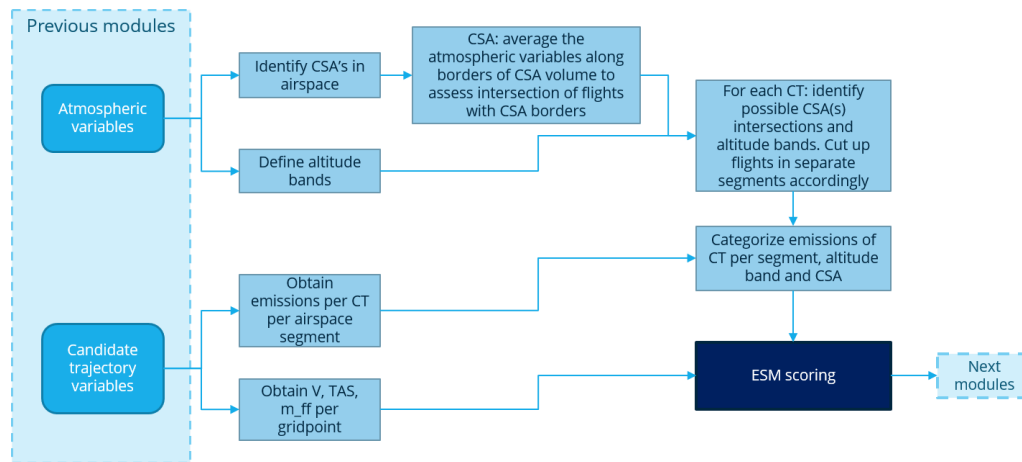 Previous modules
Atmospheric
variables
Identify CSA's in
airspace
CSA: average the
atmospheric variables along
borders of CSA volume to
assess intersection of flights
with CSA borders
Define altitude
bands
For each CT: identify
possible CSA(s)
intersections and
altitude bands. Cut up
flights in separate
segments accordingly
Categorize emissions of
CT per segment, altitude
band and CSA
Obtain
emissions per CT
per airspace
segment
Candidate
trajectory
variables
Obtain V, TAS,
m_ff per
gridpoint
ESM scoring
Next
modules